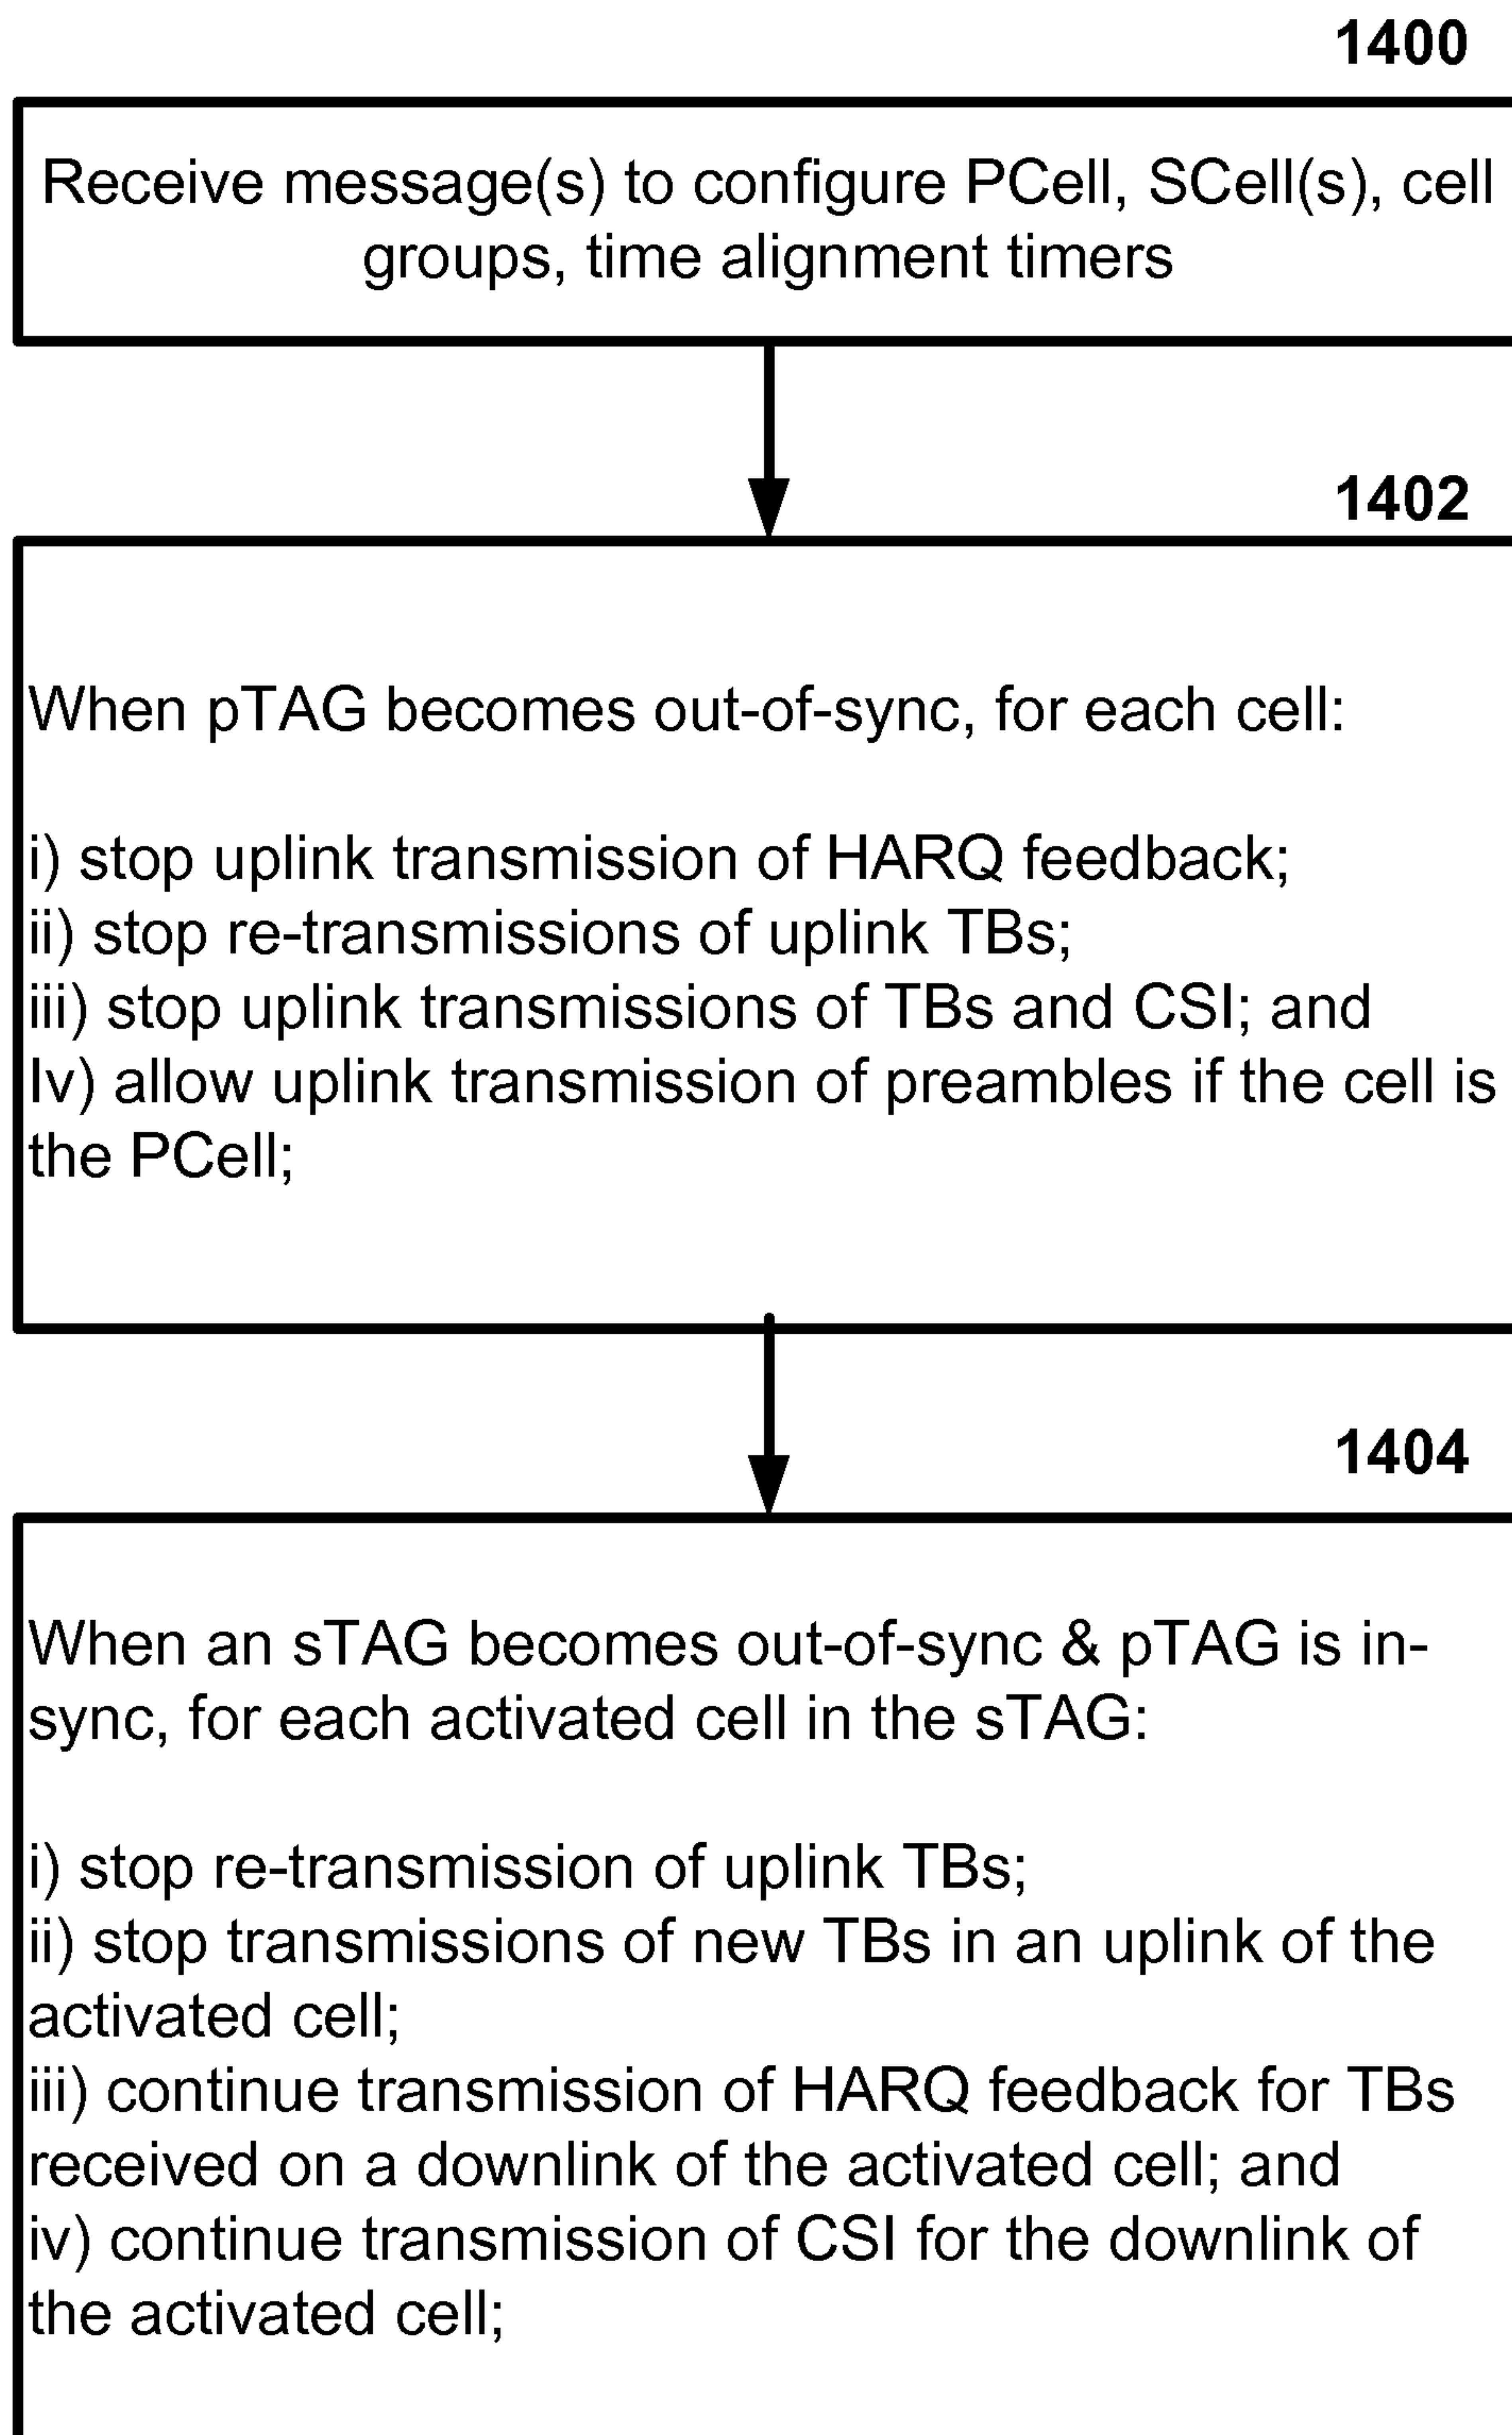 1400
Receive message(s) to configure PCell, SCell(s), cell
groups, time alignment timers
1402
When pTAG becomes out-of-sync, for each cell:
i) stop uplink transmission of HARQ feedback;
ii) stop re-transmissions of uplink TBs;
iii) stop uplink transmissions of TBs and CSI; and
Iv) allow uplink transmission of preambles if the cell is
the PCell;
1404
When an sTAG becomes out-of-sync & pTAG is in-
sync, for each activated cell in the sTAG:
i) stop re-transmission of uplink TBs;
ii) stop transmissions of new TBs in an uplink of the
activated cell;
iii) continue transmission of HARQ feedback for TBs
received on a downlink of the activated cell; and
iv) continue transmission of CSI for the downlink of
the activated cell;